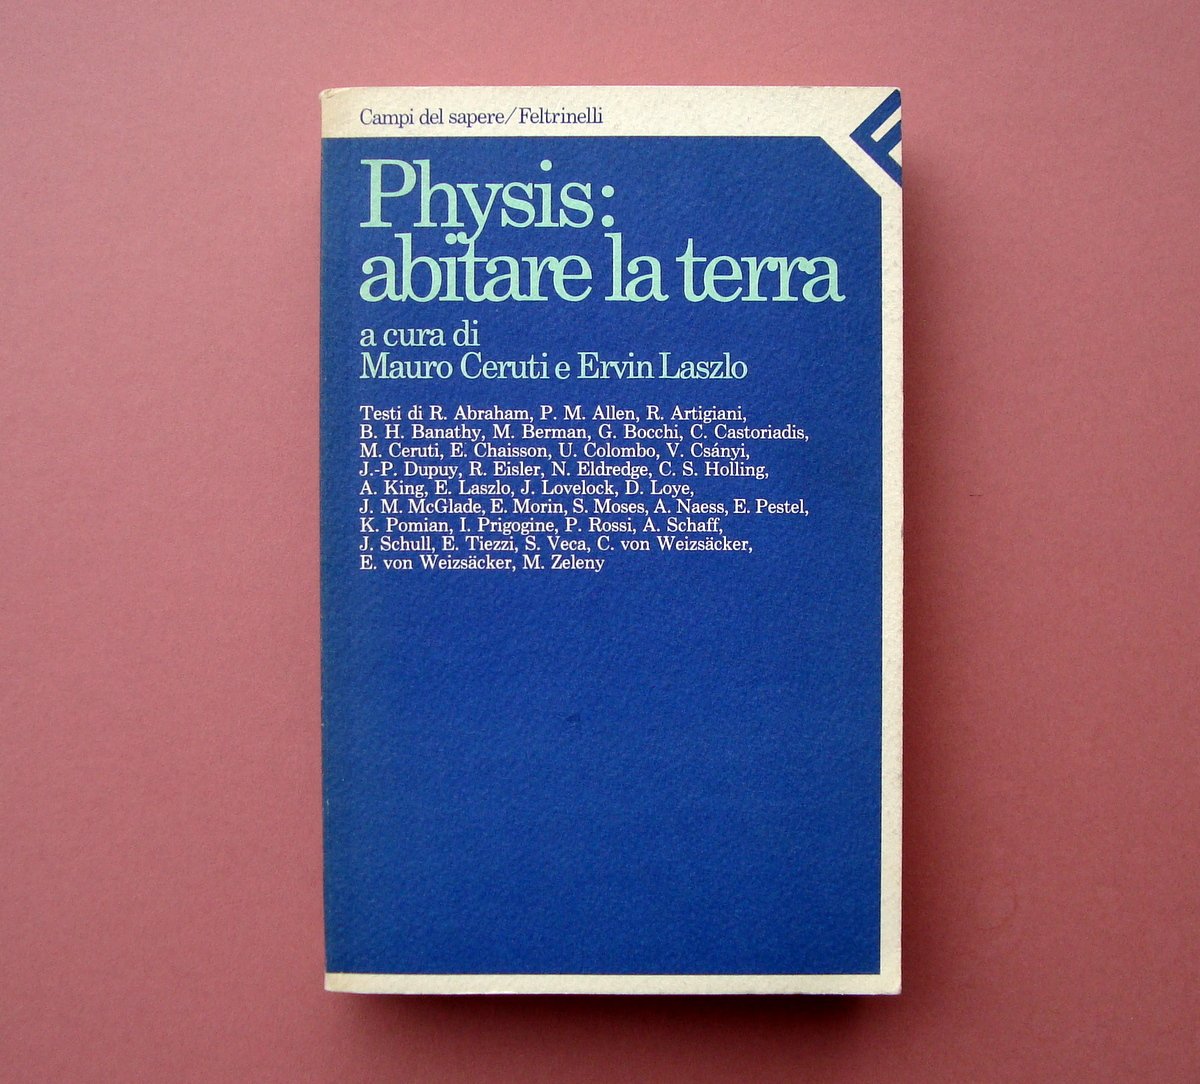 Campi del sapere/Feltrinelli
Physis:
abitare la terra
a cura di
Mauro Ceruti e Ervin Laszlo
Testi di R. Abraham, P. M. Allen, R. Artigiani,
B. H. Banathy, M. Berman, G. Bocchi, C. Castoriadis,
M. Ceruti, E. Chaisson, U. Colombo, V. Csányi,
J.-P. Dupuy, R. Eisler, N. Eldredge, C. S. Holling,
A. King, E. Laszlo, J. Lovelock, D. Loye,
J. M. McGlade, E. Morin, S. Moses, A. Naess, E. Pestel,
K. Pomian, I. Prigogine, P. Rossi, A. Schaff,
J. Schull, E. Tiezzi, S. Veca, C. von Weizsäcker,
E. von Weizsäcker, M. Zeleny